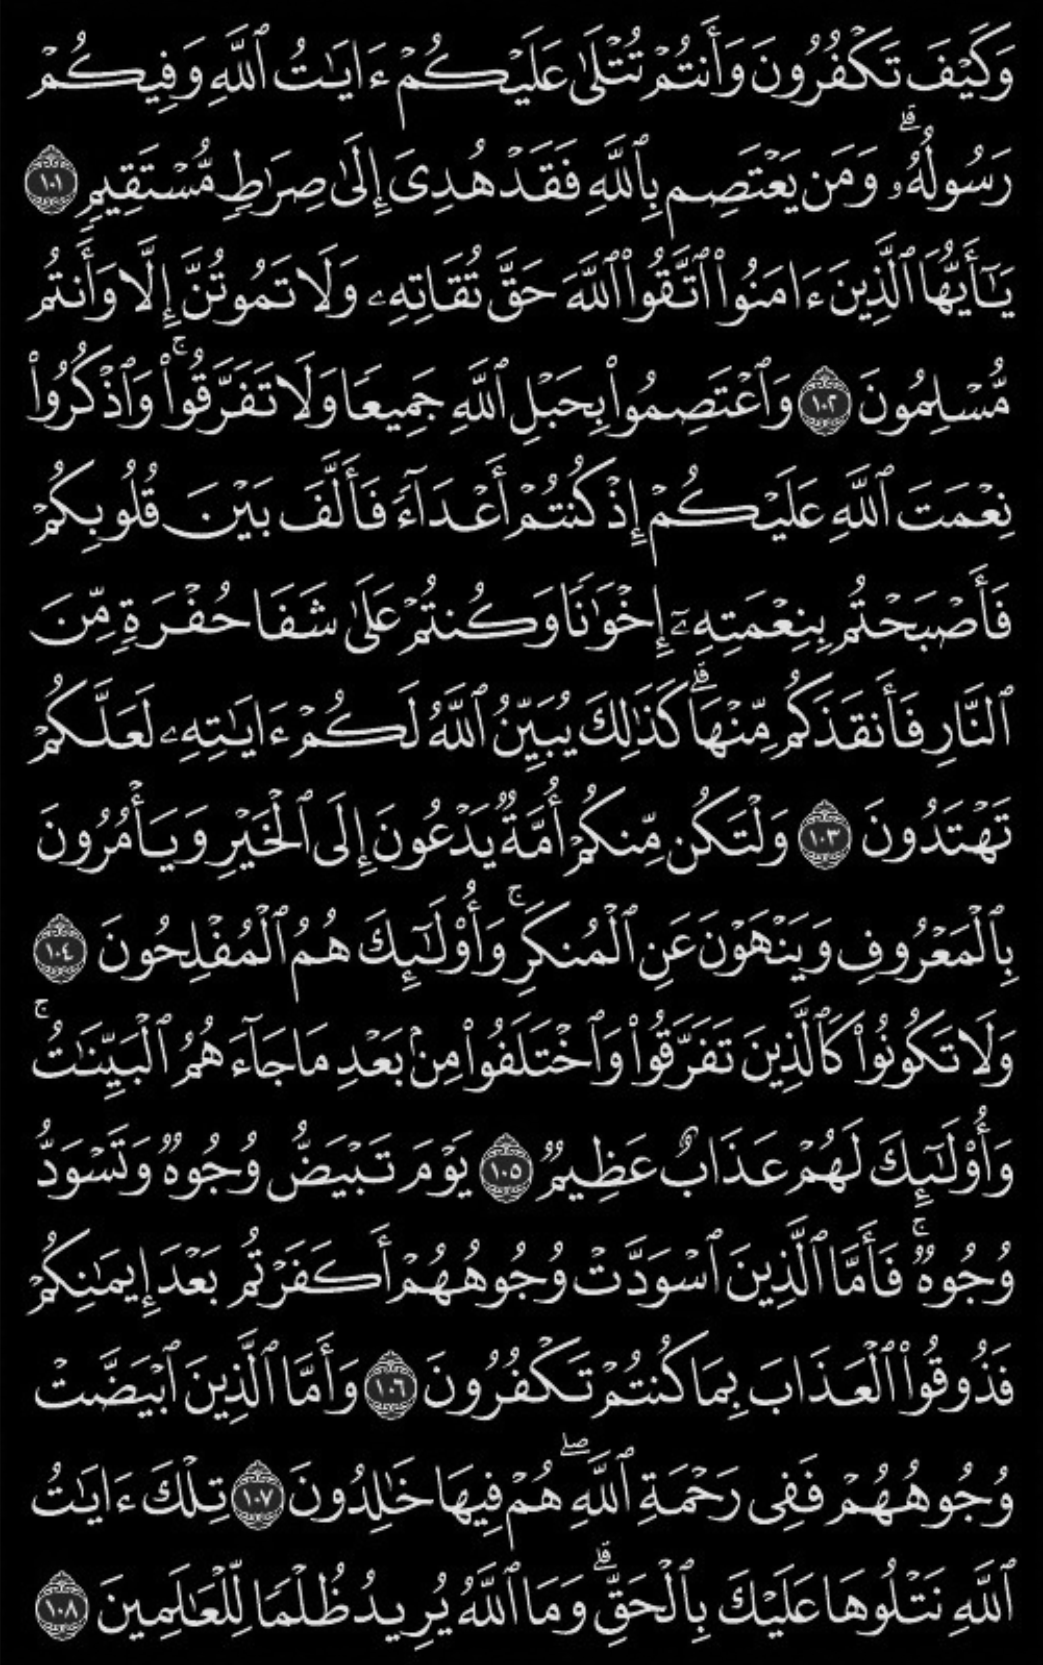 وَكَيْفَ تَكْفُرُونَ وَأَنتُمْ تُتْلَىٰ عَلَيْكُمْ ءَايَـٰتُ ٱللَّهِ وَفِيكُمْ
رَسُولُهُۥ ۗ وَمَن يَعْتَصِم بِٱللَّهِ فَقَدْ هُدِىَ إِلَىٰ صِرَٰطٍ مُّسْتَقِيمٍ ١٠١
يَـٰٓأَيُّهَا ٱلَّذِينَ ءَامَنُوا۟ ٱتَّقُوا۟ ٱللَّهَ حَقَّ تُقَاتِهِۦ وَلَا تَمُوتُنَّ إِلَّا وَأَنتُم
مُّسْلِمُونَ ١٠٢ وَٱعْتَصِمُوا۟ بِحَبْلِ ٱللَّهِ جَمِيعًا وَلَا تَفَرَّقُوا۟ ۚ وَٱذْكُرُوا۟
نِعْمَتَ ٱللَّهِ عَلَيْكُمْ إِذْ كُنتُمْ أَعْدَآءً فَأَلَّفَ بَيْنَ قُلُوبِكُمْ
فَأَصْبَحْتُم بِنِعْمَتِهِۦٓ إِخْوَٰنًا وَكُنتُمْ عَلَىٰ شَفَا حُفْرَةٍ مِّنَ
ٱلنَّارِ فَأَنقَذَكُم مِّنْهَا ۗ كَذَٰلِكَ يُبَيِّنُ ٱللَّهُ لَكُمْ ءَايَـٰتِهِۦ لَعَلَّكُمْ
تَهْتَدُونَ ١٠٣ وَلْتَكُن مِّنكُمْ أُمَّةٌ يَدْعُونَ إِلَى ٱلْخَيْرِ وَيَأْمُرُونَ
بِٱلْمَعْرُوفِ وَيَنْهَوْنَ عَنِ ٱلْمُنكَرِ ۚ وَأُو۟لَـٰٓئِكَ هُمُ ٱلْمُفْلِحُونَ ١٠٤
وَلَا تَكُونُوا۟ كَٱلَّذِينَ تَفَرَّقُوا۟ وَٱخْتَلَفُوا۟ مِنۢ بَعْدِ مَا جَآءَهُمُ ٱلْبَيِّنَـٰتُ ۚ
وَأُو۟لَـٰٓئِكَ لَهُمْ عَذَابٌ عَظِيمٌ ١٠٥ يَوْمَ تَبْيَضُّ وُجُوهٌ وَتَسْوَدُّ
وُجُوهٌ ۚ فَأَمَّا ٱلَّذِينَ ٱسْوَدَّتْ وُجُوهُهُمْ أَكَفَرْتُم بَعْدَ إِيمَـٰنِكُمْ
فَذُوقُوا۟ ٱلْعَذَابَ بِمَا كُنتُمْ تَكْفُرُونَ ١٠٦ وَأَمَّا ٱلَّذِينَ ٱبْيَضَّتْ
وُجُوهُهُمْ فَفِى رَحْمَةِ ٱللَّهِ ۖ هُمْ فِيهَا خَـٰلِدُونَ ١٠٧ تِلْكَ ءَايَـٰتُ
ٱللَّهِ نَتْلُوهَا عَلَيْكَ بِٱلْحَقِّ ۗ وَمَا ٱللَّهُ يُرِيدُ ظُلْمًا لِّلْعَـٰلَمِينَ ١٠٨